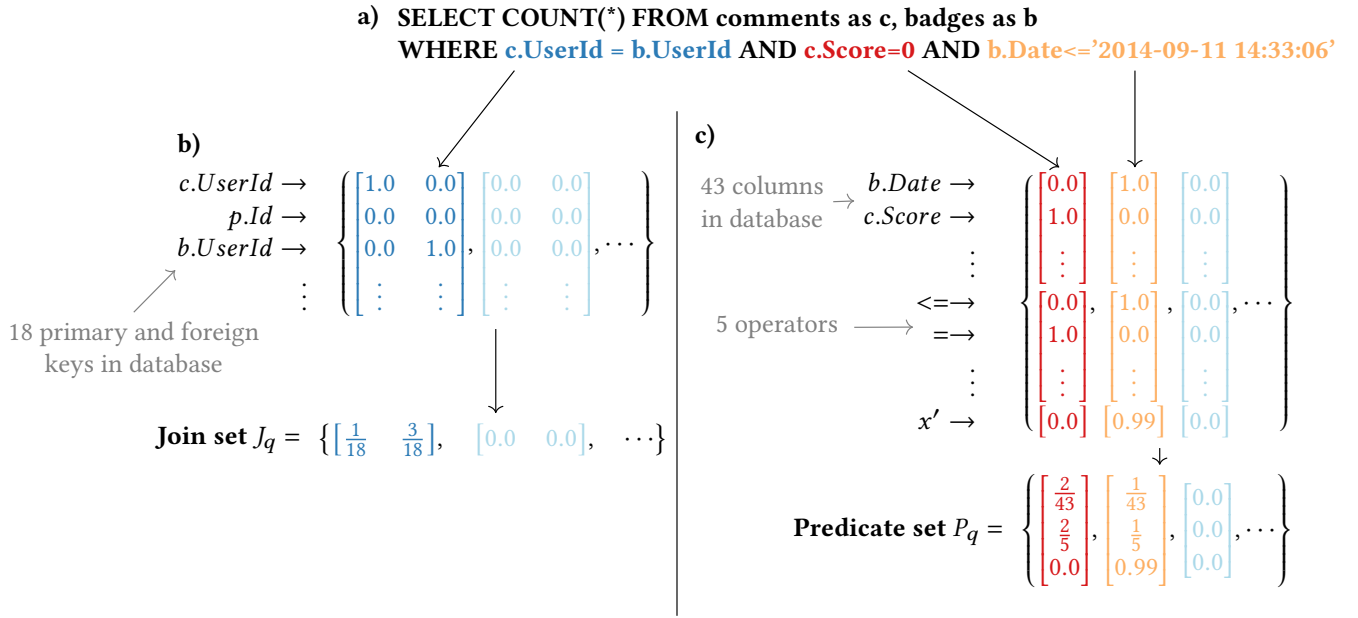 a) SELECT COUNT(*) FROM comments as c, badges as b
WHERE c.UserId = b.UserId AND c.Score=0 AND b.Date<='2014-09-11 14:33:06'
b)
c.UserId → { [1.0 0.0], [0.0 0.0], ⋯ }
p.Id → 0.0 0.0 0.0 0.0
b.UserId → 0.0 1.0 0.0 0.0
⋮ ⋮ ⋮ ⋮ ⋮
18 primary and foreign
keys in database
Join set J_q = {[1/18 3/18], [0.0 0.0], ⋯}
c)
43 columns
in database
b.Date → 0.0 1.0 0.0
c.Score → 1.0 0.0 0.0
⋮ ⋮ ⋮ ⋮
5 operators
<=→ 0.0 , 1.0 , 0.0 , ⋯
=→ 1.0 0.0 0.0
⋮ ⋮ ⋮ ⋮
x′ → [0.0] [0.99] [0.0]
Predicate set P_q = { [2/43 2/5 0.0], [1/43 1/5 0.99], [0.0 0.0 0.0], ⋯ }